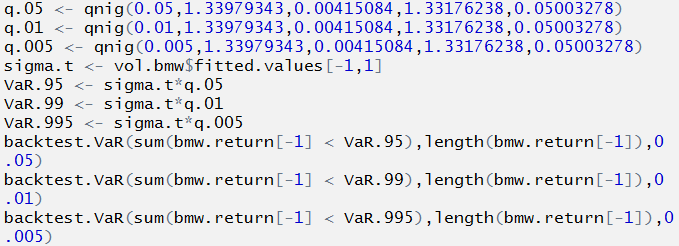 q.05 <- qnig(0.05,1.33979343,0.00415084,1.33176238,0.05003278)
q.01 <- qnig(0.01,1.33979343,0.00415084,1.33176238,0.05003278)
q.005 <- qnig(0.005,1.33979343,0.00415084,1.33176238,0.05003278)
sigma.t <- vol.bmw$fitted.values[-1,1]
VaR.95 <- sigma.t*q.05
VaR.99 <- sigma.t*q.01
VaR.995 <- sigma.t*q.005
backtest.VaR(sum(bmw.return[-1] < VaR.95),length(bmw.return[-1]),0
.05)
backtest.VaR(sum(bmw.return[-1] < VaR.99),length(bmw.return[-1]),0
.01)
backtest.VaR(sum(bmw.return[-1] < VaR.995),length(bmw.return[-1]),0
.005)